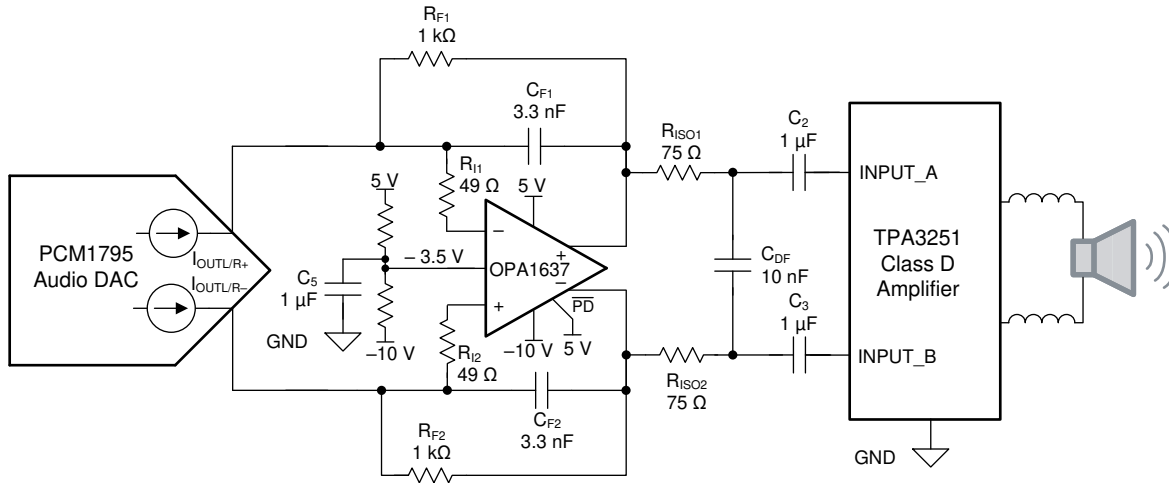 RF1
1 kΩ
CF1
3.3 nF
RI1
49 Ω
5 V
5 V
RISO1
75 Ω
C2
1 µF
INPUT_A
PCM1795
Audio DAC
IOUTL/R+
IOUTL/R–
– 3.5 V
C5
1 µF
GND
–10 V
–
+
OPA1637
+
–
PD
5 V
–10 V
RI2
49 Ω
CDF
10 nF
TPA3251
Class D
Amplifier
C3
1 µF
INPUT_B
RISO2
75 Ω
CF2
3.3 nF
RF2
1 kΩ
GND